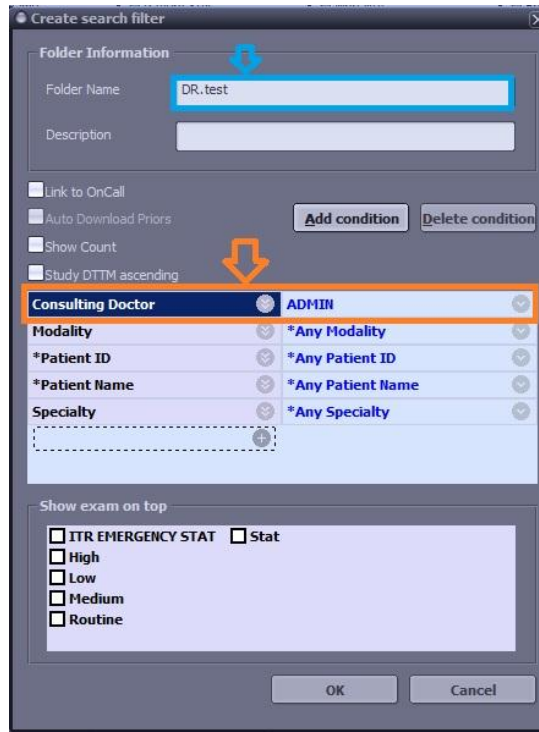 Create search filter
Folder Information
Folder Name DR.test
Description
Link to OnCall
Auto Download Priors
Add condition Delete condition
Show Count
Study DTTM ascending
Consulting Doctor ADMIN
Modality *Any Modality
*Patient ID *Any Patient ID
*Patient Name *Any Patient Name
Specialty *Any Specialty
Show exam on top
ITR EMERGENCY STAT Stat
High
Low
Medium
Routine
OK Cancel